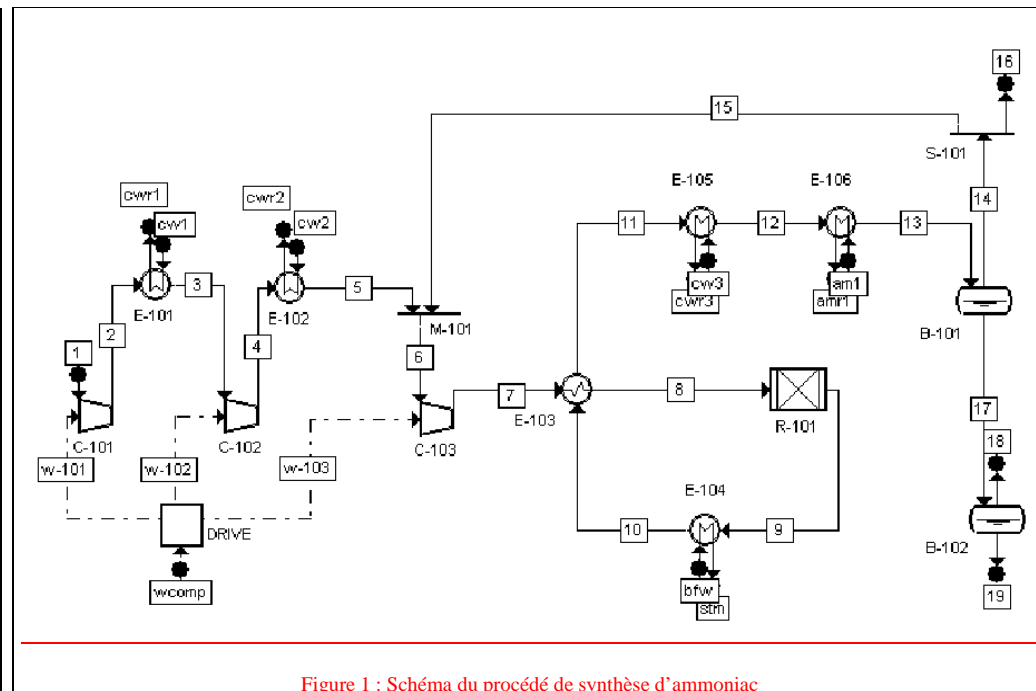 16
15
S-101
E-105
E-106
cwr1
cwr2
cw1
cw2
14
11
12
13
3
5
E-101
E-102
cw3
cwr3
am1
amr1
M-101
B-101
2
4
1
6
7
8
17
E-103
R-101
18
C-101
C-102
C-103
w-101
w-102
w-103
E-104
10
9
DRIVE
B-102
bfw
stm
wcomp
19
Figure 1 : Schéma du procédé de synthèse d’ammoniac